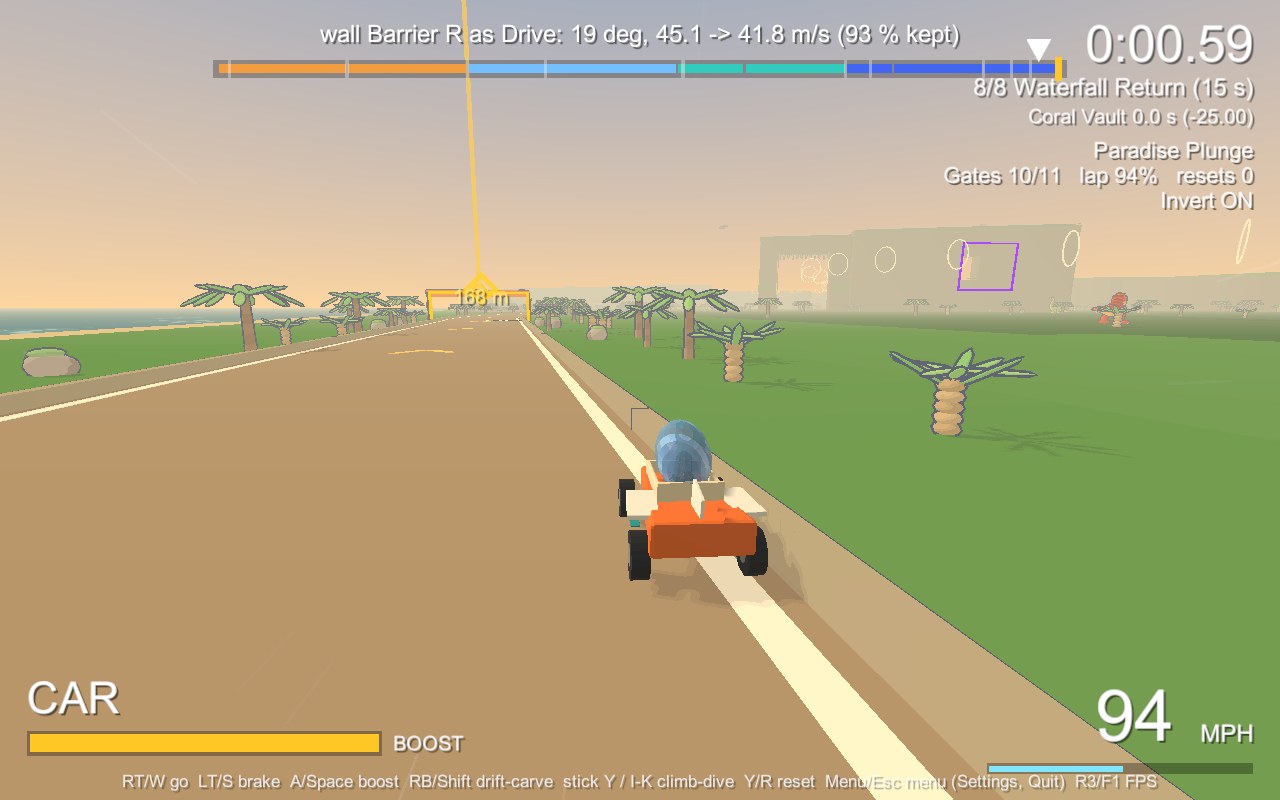 wall Barrier R as Drive: 19 deg, 45.1 -> 41.8 m/s (93 % kept)
0:00.59
8/8 Waterfall Return (15 s)
Coral Vault 0.0 s (-25.00)
Paradise Plunge
Gates 10/11 lap 94% resets 0
Invert ON
168 m
CAR
BOOST
94 MPH
RT/W go LT/S brake A/Space boost RB/Shift drift-carve stick Y / I-K climb-dive Y/R reset Menu/Esc menu (Settings, Quit) R3/F1 FPS